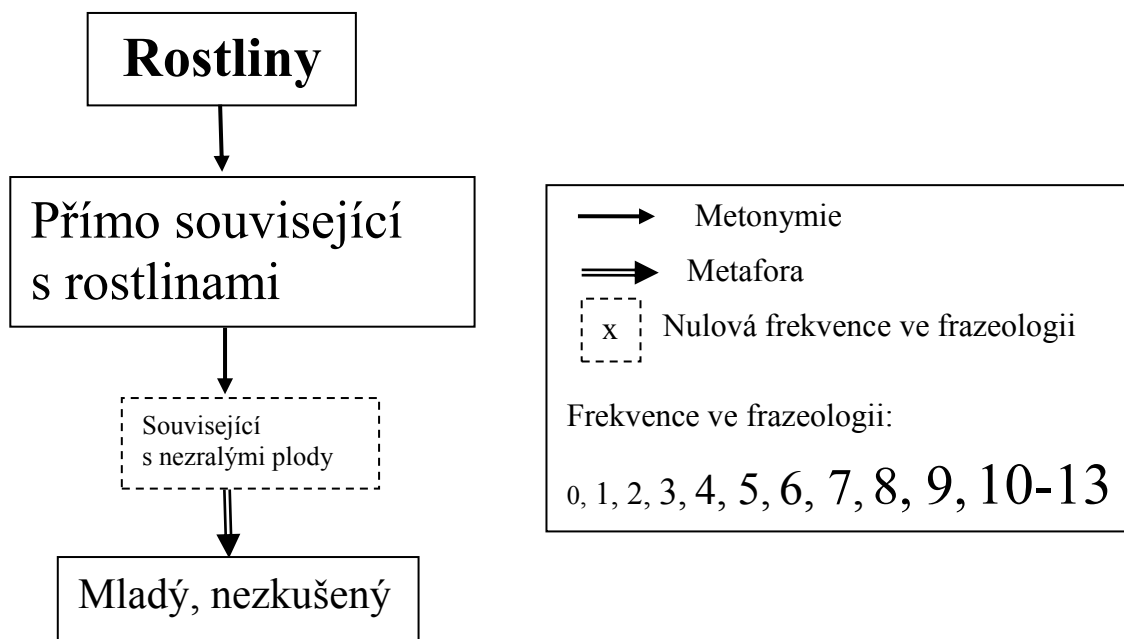 Rostliny
Přímo související
s rostlinami
Související
s nezralými plody
Mladý, nezkušený
Metonymie
Metafora
x Nulová frekvence ve frazeologii
Frekvence ve frazeologii:
0, 1, 2, 3, 4, 5, 6, 7, 8, 9, 10-13